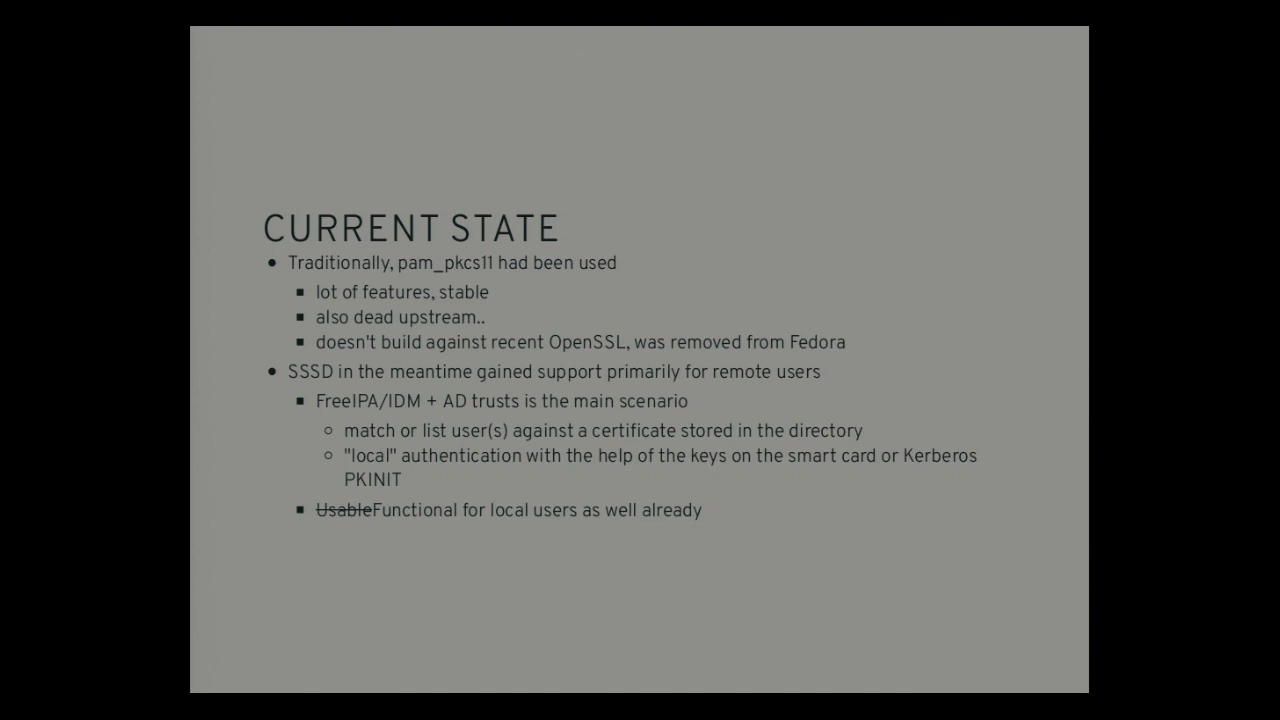 CURRENT STATE
Traditionally, pam_pkcs11 had been used
lot of features, stable
also dead upstream..
doesn't build against recent OpenSSL, was removed from Fedora
SSSD in the meantime gained support primarily for remote users
FreeIPA/IDM + AD trusts is the main scenario
match or list user(s) against a certificate stored in the directory
"local" authentication with the help of the keys on the smart card or Kerberos
PKINIT
UsableFunctional for local users as well already